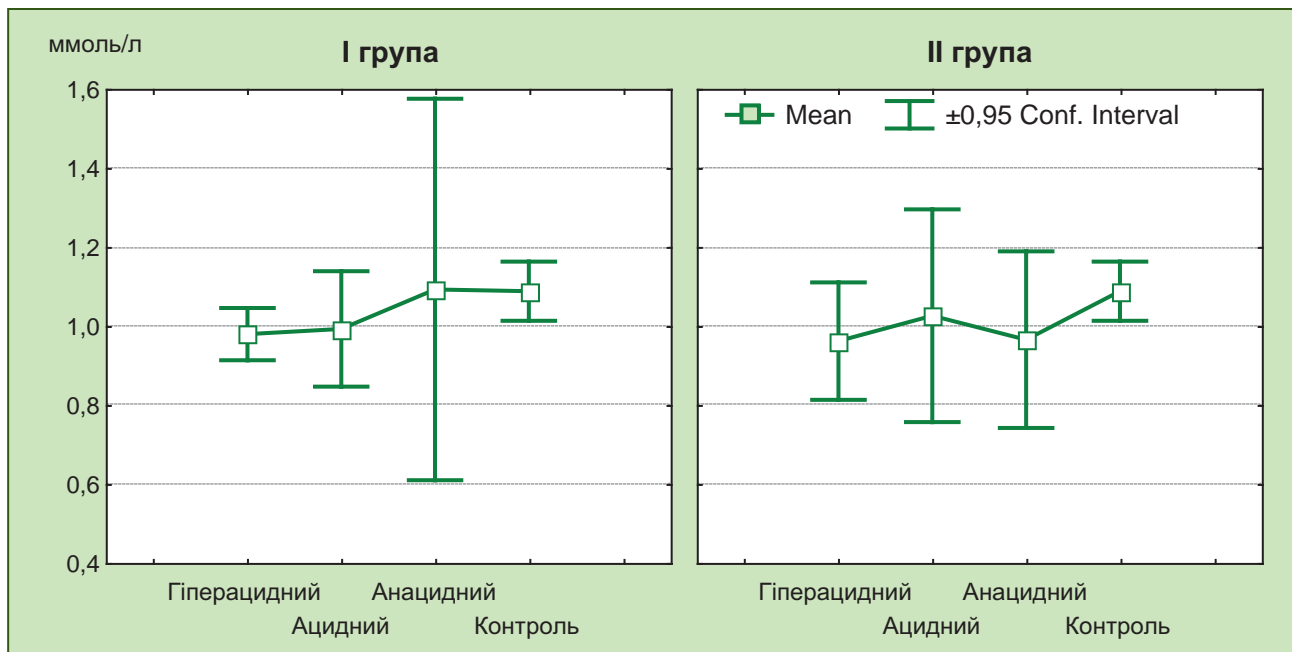 ммоль/л
I група
II група
1,6
1,4
1,2
1,0
0,8
0,6
0,4
Mean
±0,95 Conf. Interval
Гіперацидний
Анацидний
Ацидний
Контроль
Гіперацидний
Анацидний
Ацидний
Контроль